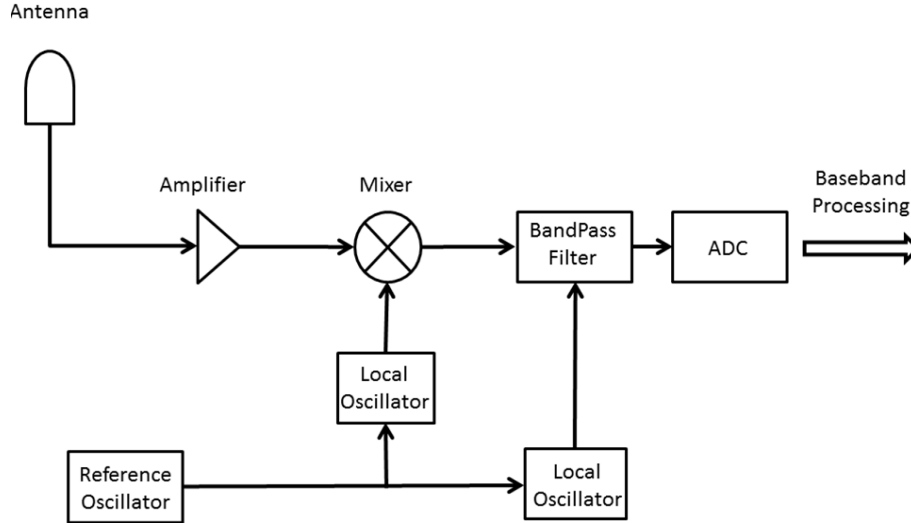 Antenna
Amplifier
Mixer
Baseband
Processing
BandPass
Filter
ADC
Local
Oscillator
Reference
Oscillator
Local
Oscillator